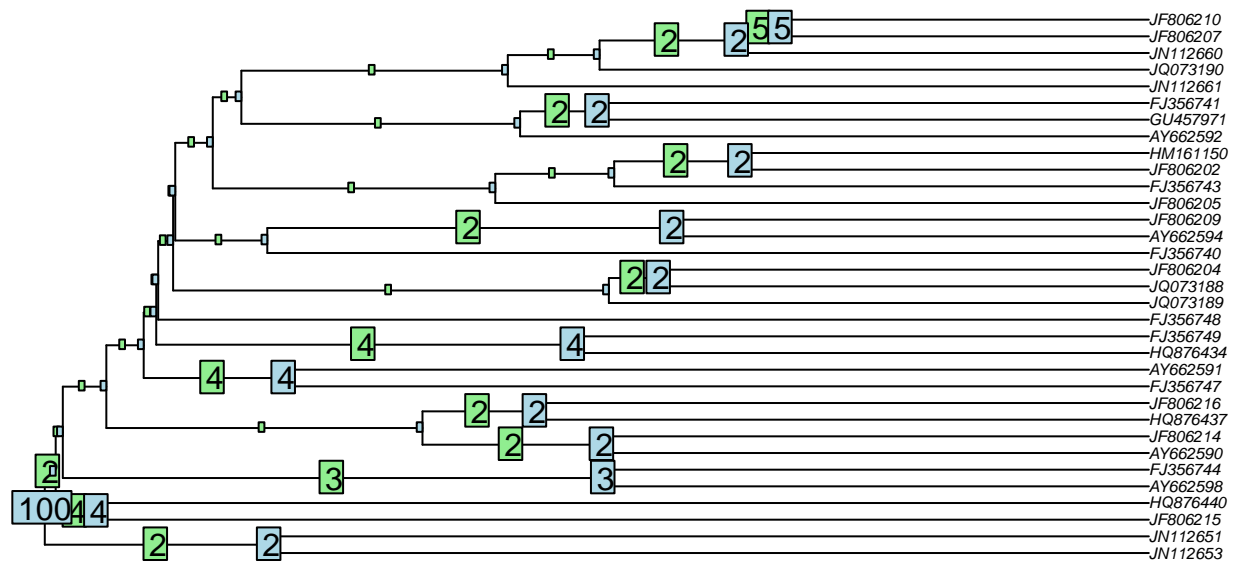 5 5 JF806210
JF806207
2 2 JN112660
JQ073190
JN112661
FJ356741
2 2 GU457971
AY662592
HM161150
2 2 JF806202
FJ356743
JF806205
JF806209
2 2 AY662594
FJ356740
JF806204
2 2 JQ073188
JQ073189
FJ356748
FJ356749
4 4 HQ876434
AY662591
4 4 FJ356747
JF806216
2 2 HQ876437
JF806214
2 2 AY662590
2 FJ356744
3 3 AY662598
HQ876440
100 4 4 JF806215
JN112651
2 2 JN112653